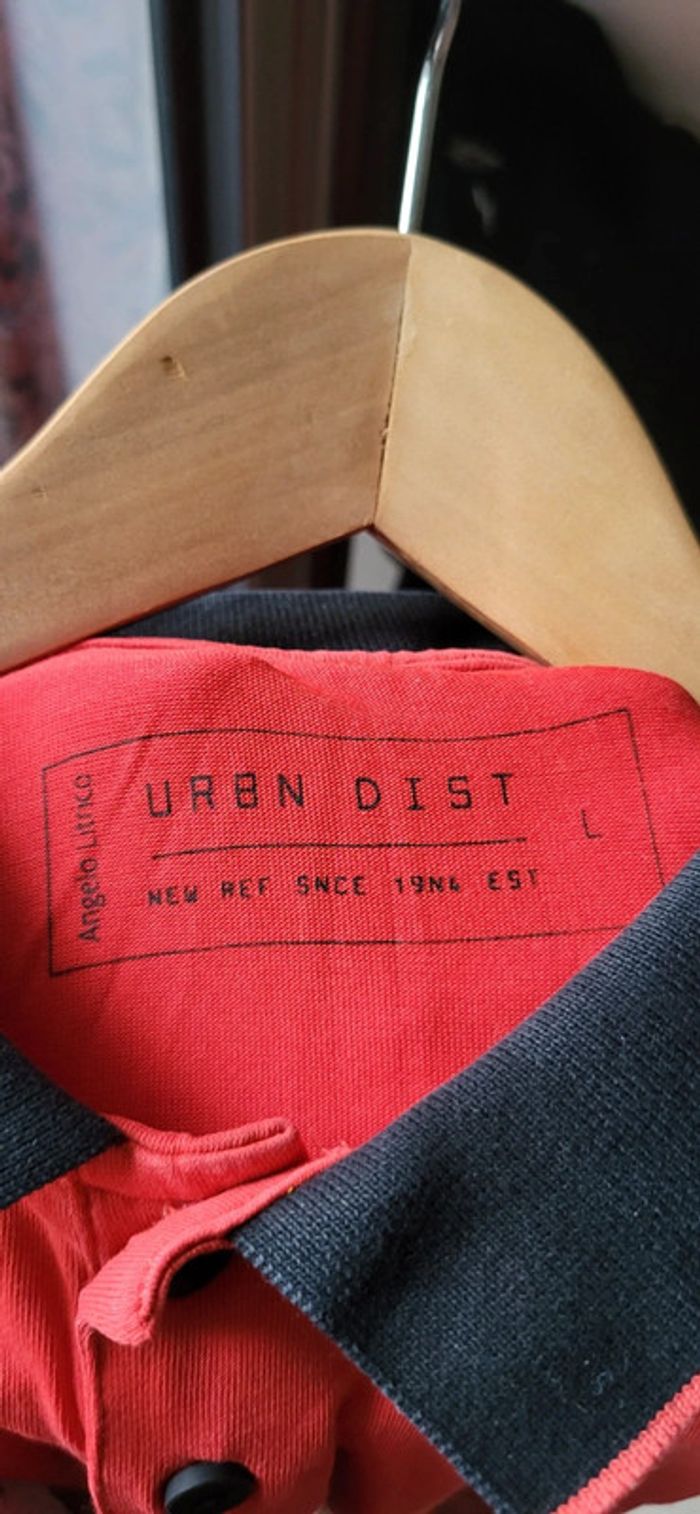 Angelo Litrico
URBN DIST
L
NEW REF SNCE 19N4 EST